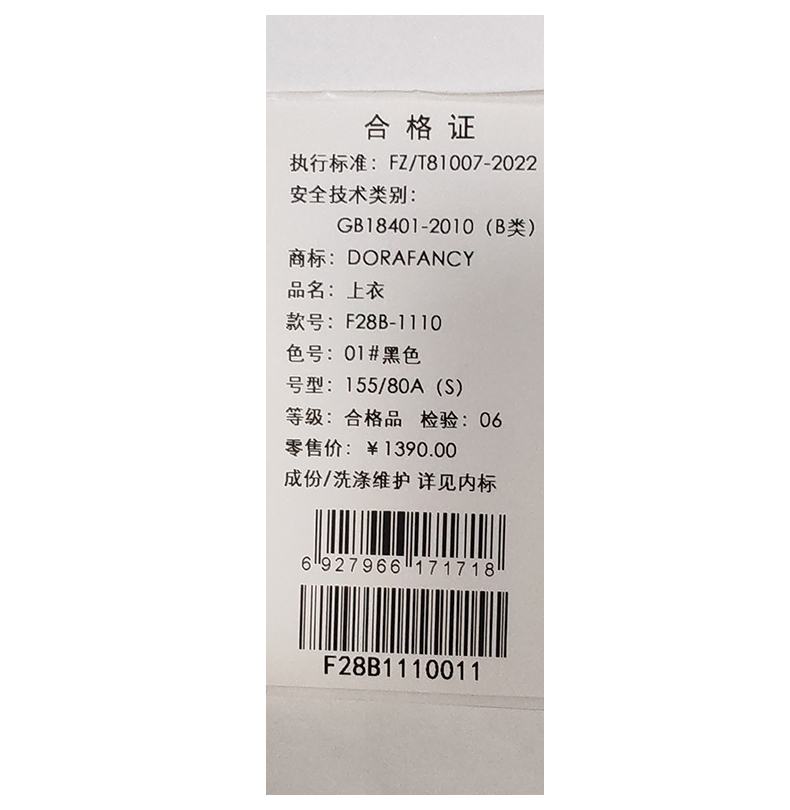 合格证
执行标准：FZ/T81007-2022
安全技术类别：
GB18401-2010（B类）
商标：DORAFANCY
品名：上衣
款号：F28B-1110
色号：01#黑色
号型：155/80A（S）
等级：合格品 检验：06
零售价：￥1390.00
成份/洗涤维护 详见内标
6 927966 171718
F28B1110011